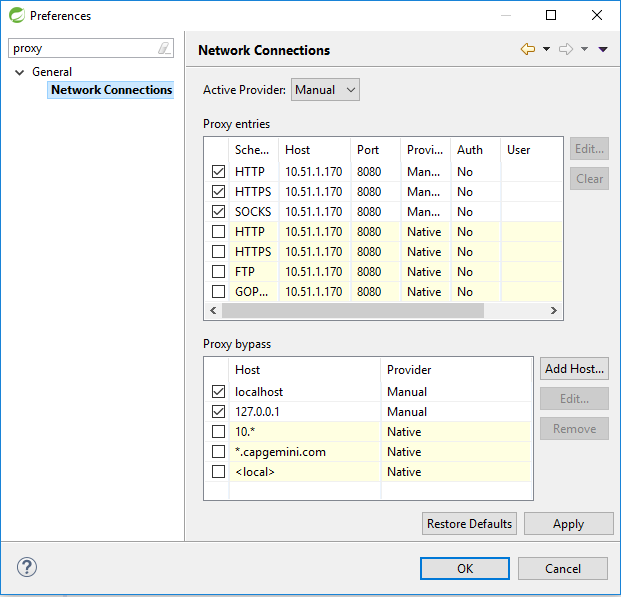 Preferences
proxy
General
Network Connections
Network Connections
Active Provider: Manual
Proxy entries
Sche... Host Port Provi... Auth User
HTTP 10.51.1.170 8080 Man... No
HTTPS 10.51.1.170 8080 Man... No
SOCKS 10.51.1.170 8080 Man... No
HTTP 10.51.1.170 8080 Native No
HTTPS 10.51.1.170 8080 Native No
FTP 10.51.1.170 8080 Native No
GOP... 10.51.1.170 8080 Native No
Edit...
Clear
Proxy bypass
Host Provider
localhost Manual
127.0.0.1 Manual
10.* Native
*.capgemini.com Native
<local> Native
Add Host...
Edit...
Remove
Restore Defaults Apply
? OK Cancel